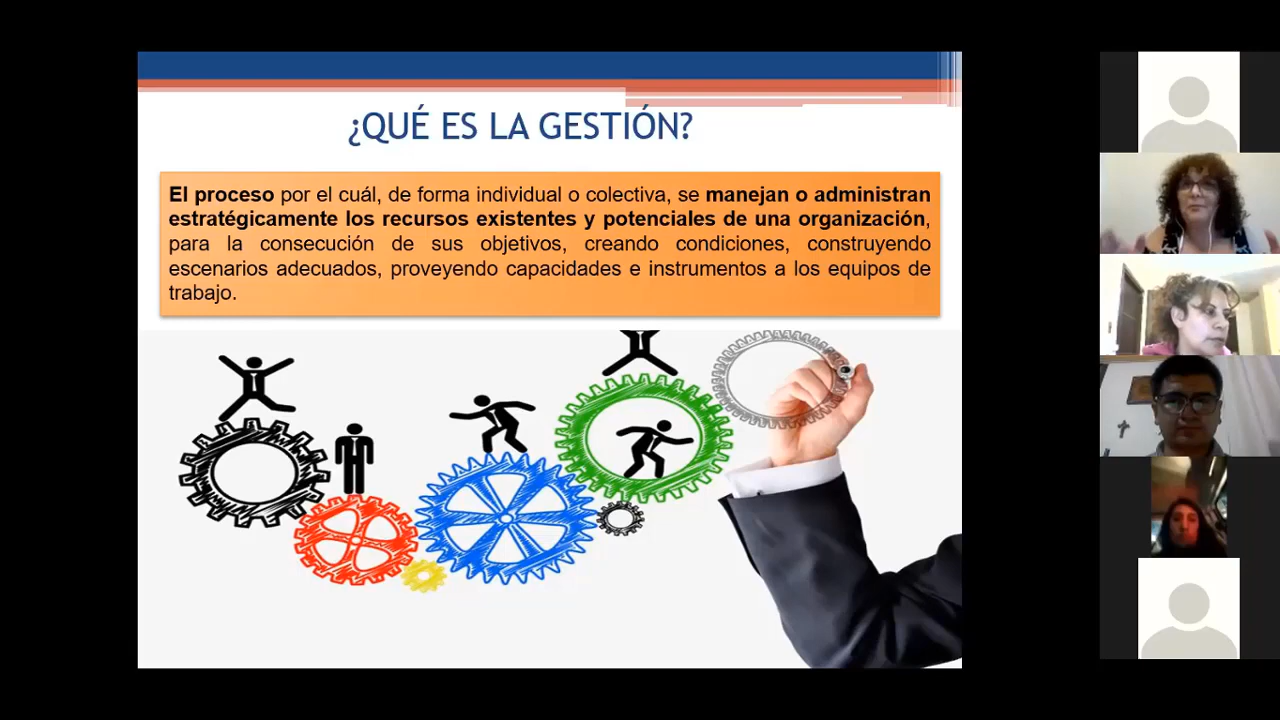 ¿QUÉ ES LA GESTIÓN?
El proceso por el cuál, de forma individual o colectiva, se manejan o administran
estratégicamente los recursos existentes y potenciales de una organización,
para la consecución de sus objetivos, creando condiciones, construyendo
escenarios adecuados, proveyendo capacidades e instrumentos a los equipos de
trabajo.